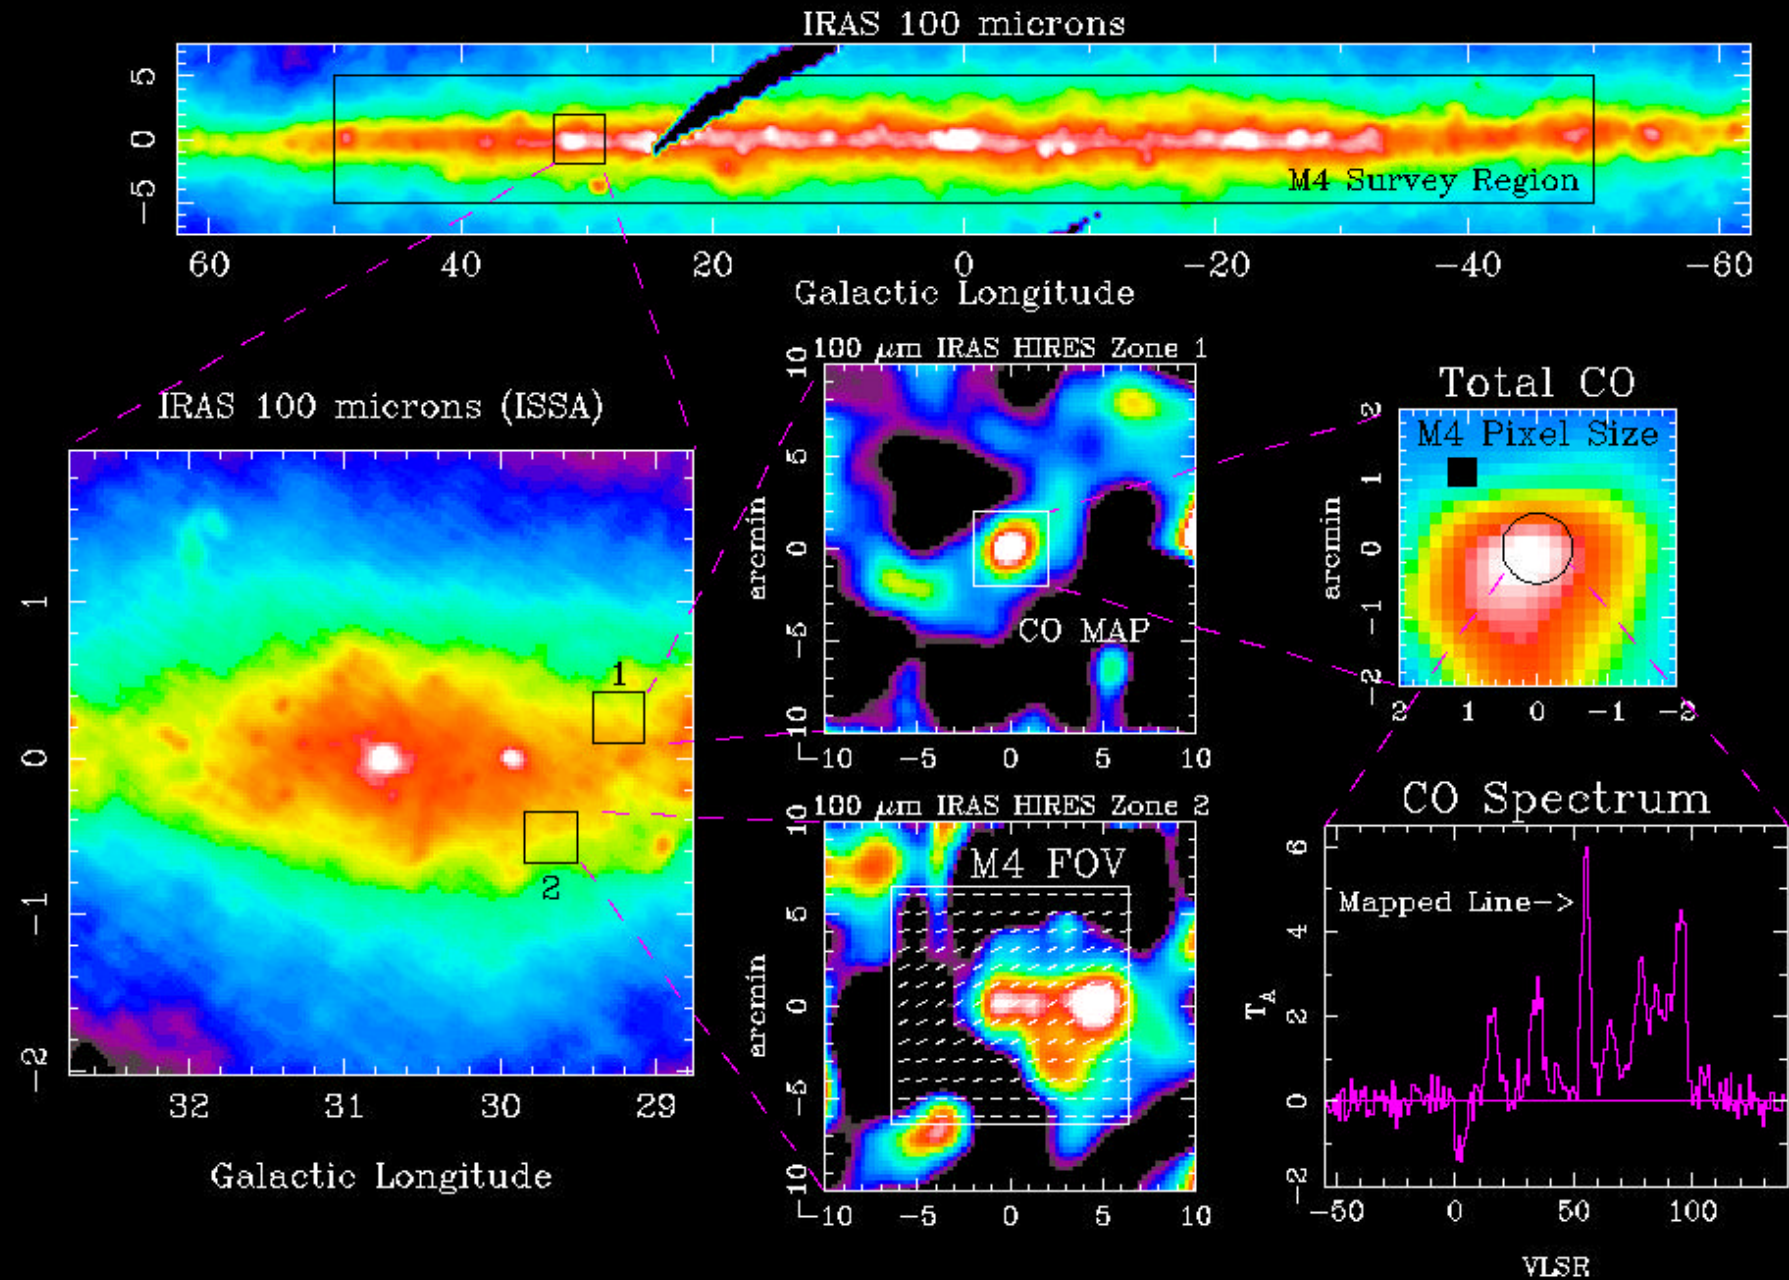 IRAS 100 microns
5
0
-5
M4 Survey Region
60 40 20 0 -20 -40 -60
Galactic Longitude
IRAS 100 microns (ISSA)
1
0
-1
-2
1
2
32 31 30 29
Galactic Longitude
100 μm IRAS HIRES Zone 1
10
5
0
-5
-10
arcmin
CO MAP
-10 -5 0 5 10
100 μm IRAS HIRES Zone 2
10
5
0
-5
-10
arcmin
M4 FOV
-10 -5 0 5 10
Total CO
M4 Pixel Size
2
1
0
-1
-2
arcmin
2 1 0 -1 -2
CO Spectrum
6
4
2
0
-2
T_A
Mapped Line->
-50 0 50 100
VLSR